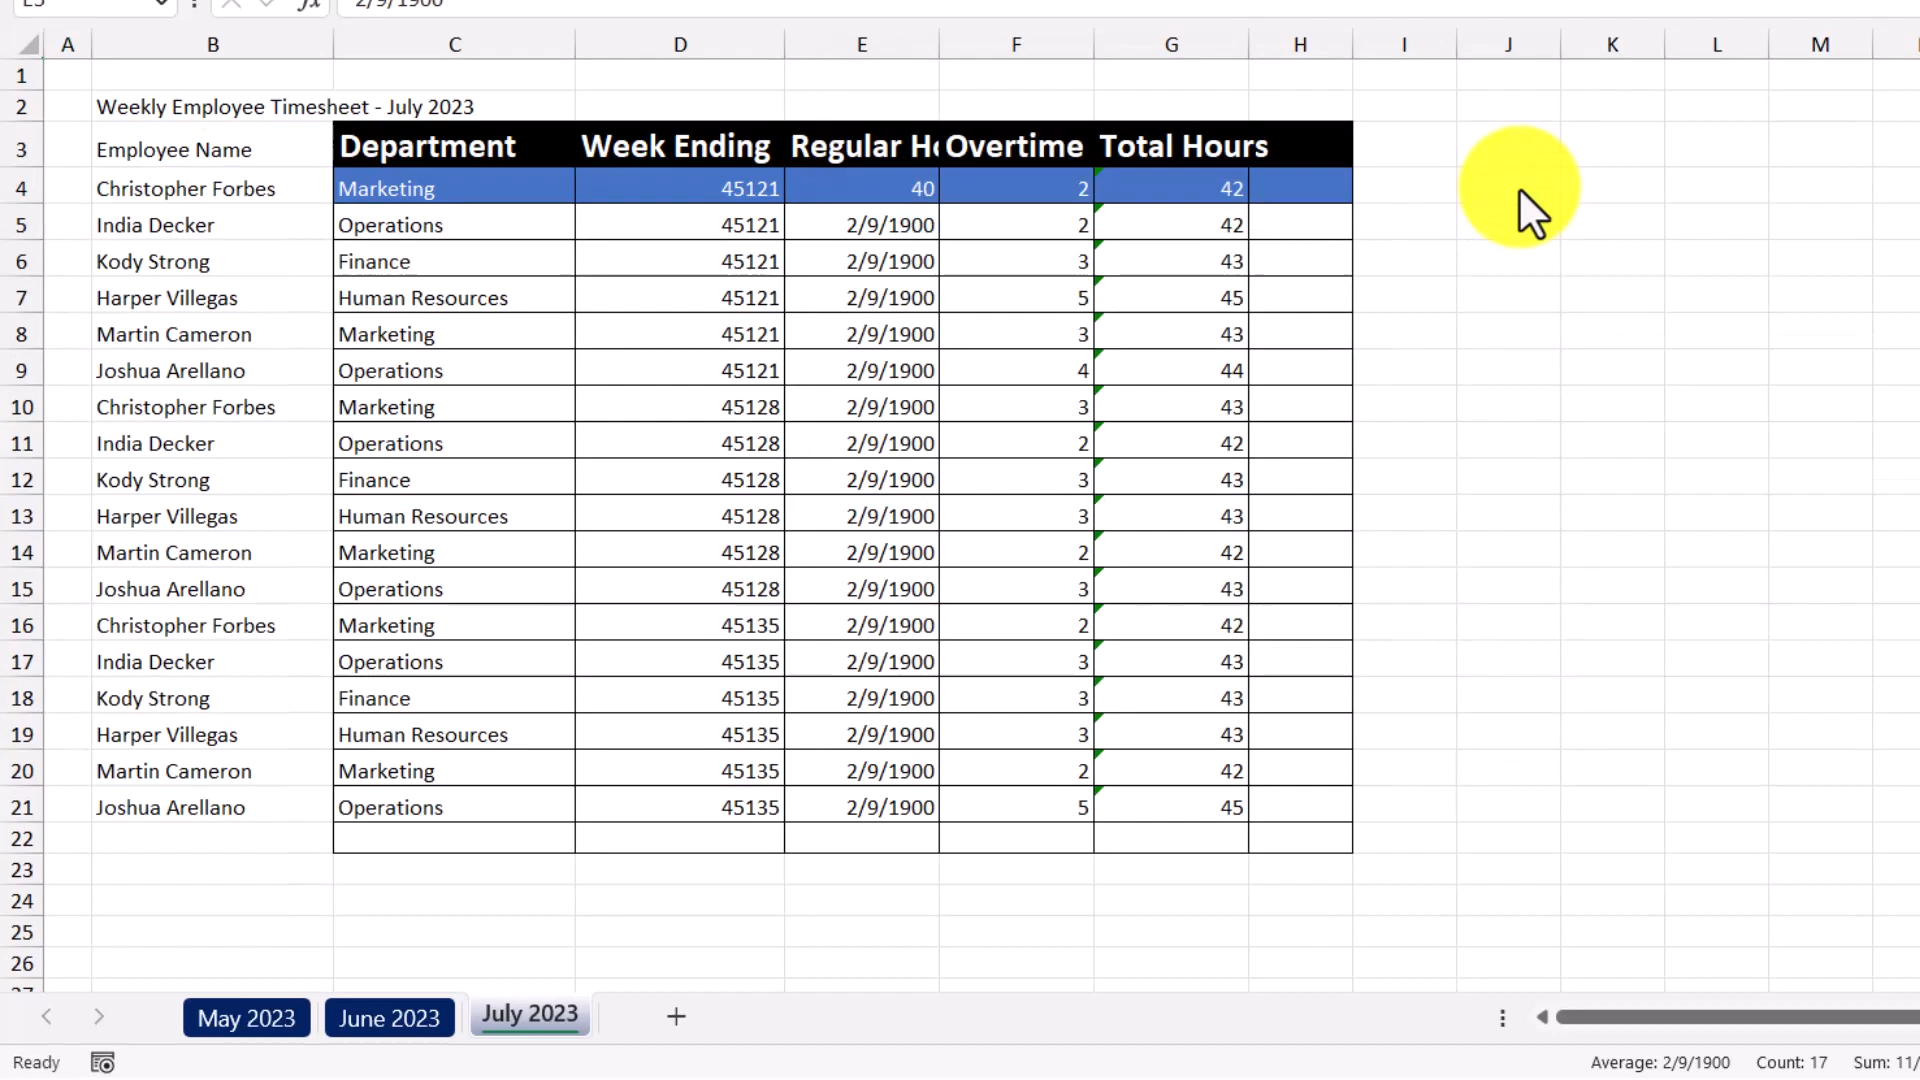 2/9/1900
A B C D E F G H I J K L M
1
2 Weekly Employee Timesheet - July 2023
3 Employee Name Department Week Ending Regular Ho Overtime Total Hours
4 Christopher Forbes Marketing 45121 40 2 42
5 India Decker Operations 45121 2/9/1900 2 42
6 Kody Strong Finance 45121 2/9/1900 3 43
7 Harper Villegas Human Resources 45121 2/9/1900 5 45
8 Martin Cameron Marketing 45121 2/9/1900 3 43
9 Joshua Arellano Operations 45121 2/9/1900 4 44
10 Christopher Forbes Marketing 45128 2/9/1900 3 43
11 India Decker Operations 45128 2/9/1900 2 42
12 Kody Strong Finance 45128 2/9/1900 3 43
13 Harper Villegas Human Resources 45128 2/9/1900 3 43
14 Martin Cameron Marketing 45128 2/9/1900 2 42
15 Joshua Arellano Operations 45128 2/9/1900 3 43
16 Christopher Forbes Marketing 45135 2/9/1900 2 42
17 India Decker Operations 45135 2/9/1900 3 43
18 Kody Strong Finance 45135 2/9/1900 3 43
19 Harper Villegas Human Resources 45135 2/9/1900 3 43
20 Martin Cameron Marketing 45135 2/9/1900 2 42
21 Joshua Arellano Operations 45135 2/9/1900 5 45
22
23
24
25
26
May 2023 June 2023 July 2023
Ready Average: 2/9/1900 Count: 17 Sum: 11/